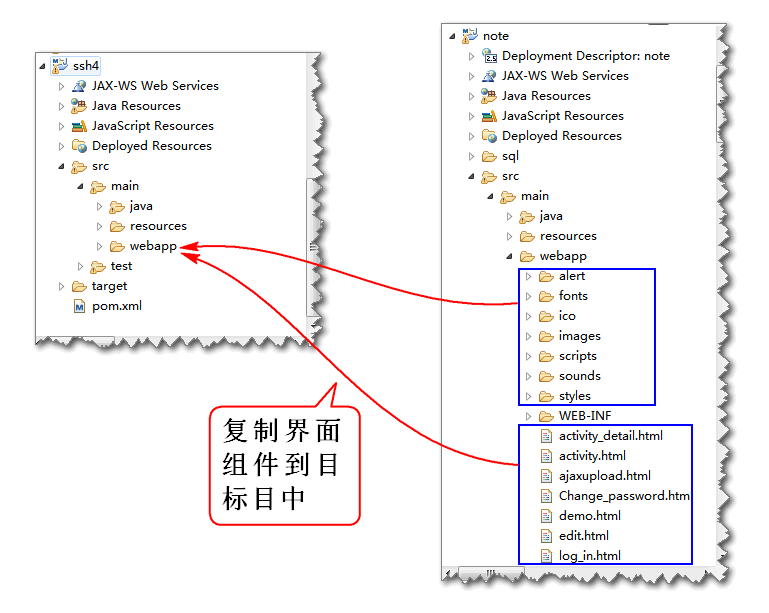 ssh4
JAX-WS Web Services
Java Resources
JavaScript Resources
Deployed Resources
src
main
java
resources
webapp
test
target
pom.xml
复制界面
组件到目
标目中
note
Deployment Descriptor: note
JAX-WS Web Services
Java Resources
JavaScript Resources
Deployed Resources
sql
src
main
java
resources
webapp
alert
fonts
ico
images
scripts
sounds
styles
WEB-INF
activity_detail.html
activity.html
ajaxupload.html
Change_password.htm
demo.html
edit.html
log_in.html